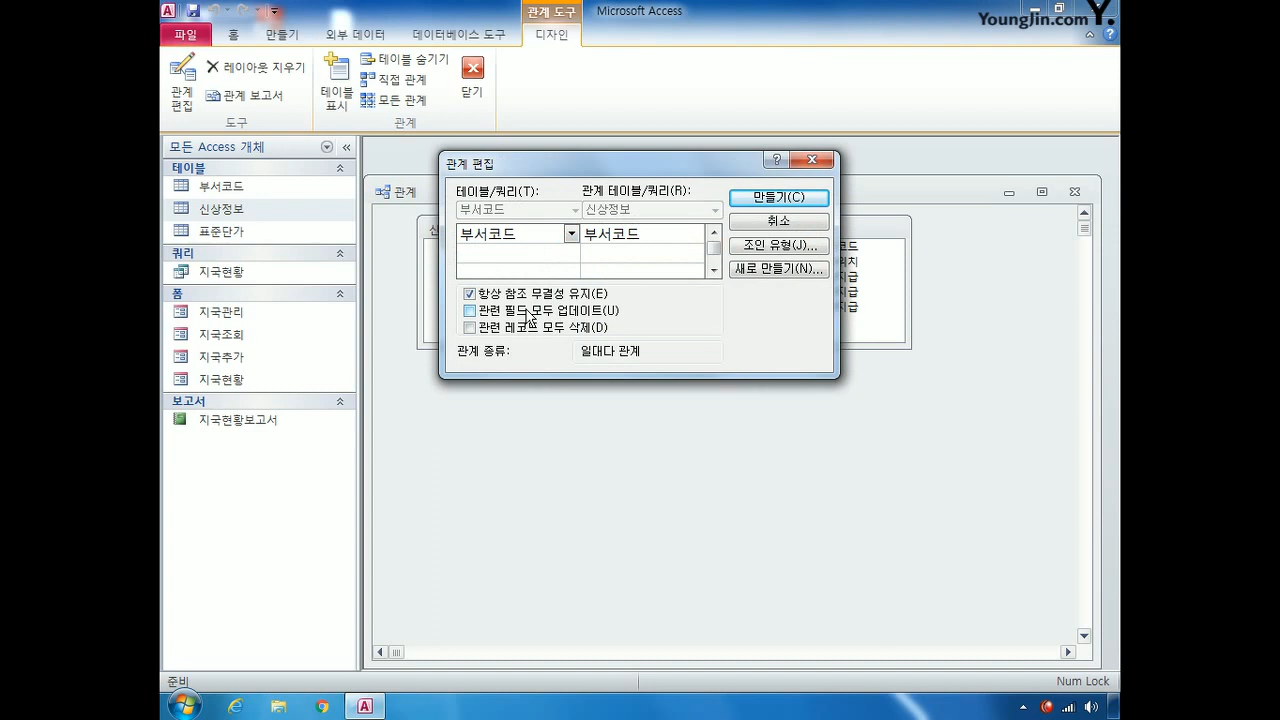 관계 도구
Microsoft Access
YoungJin.com Y.
파일
홈
만들기
외부 데이터
데이터베이스 도구
디자인
관계
편집
레이아웃 지우기
관계 보고서
도구
테이블
표시
테이블 숨기기
직접 관계
모든 관계
관계
닫기
모든 Access 개체
테이블
부서코드
신상정보
표준단가
쿼리
지국현황
폼
지국관리
지국조회
지국추가
지국현황
보고서
지국현황보고서
관계
관계 편집
테이블/쿼리(T):
관계 테이블/쿼리(R):
부서코드
신상정보
부서코드
부서코드
만들기(C)
취소
조인 유형(J)...
새로 만들기(N)...
항상 참조 무결성 유지(E)
관련 필드 모두 업데이트(U)
관련 레코드 모두 삭제(D)
관계 종류:
일대다 관계
코드
위치
지급
지급
지급
준비
Num Lock